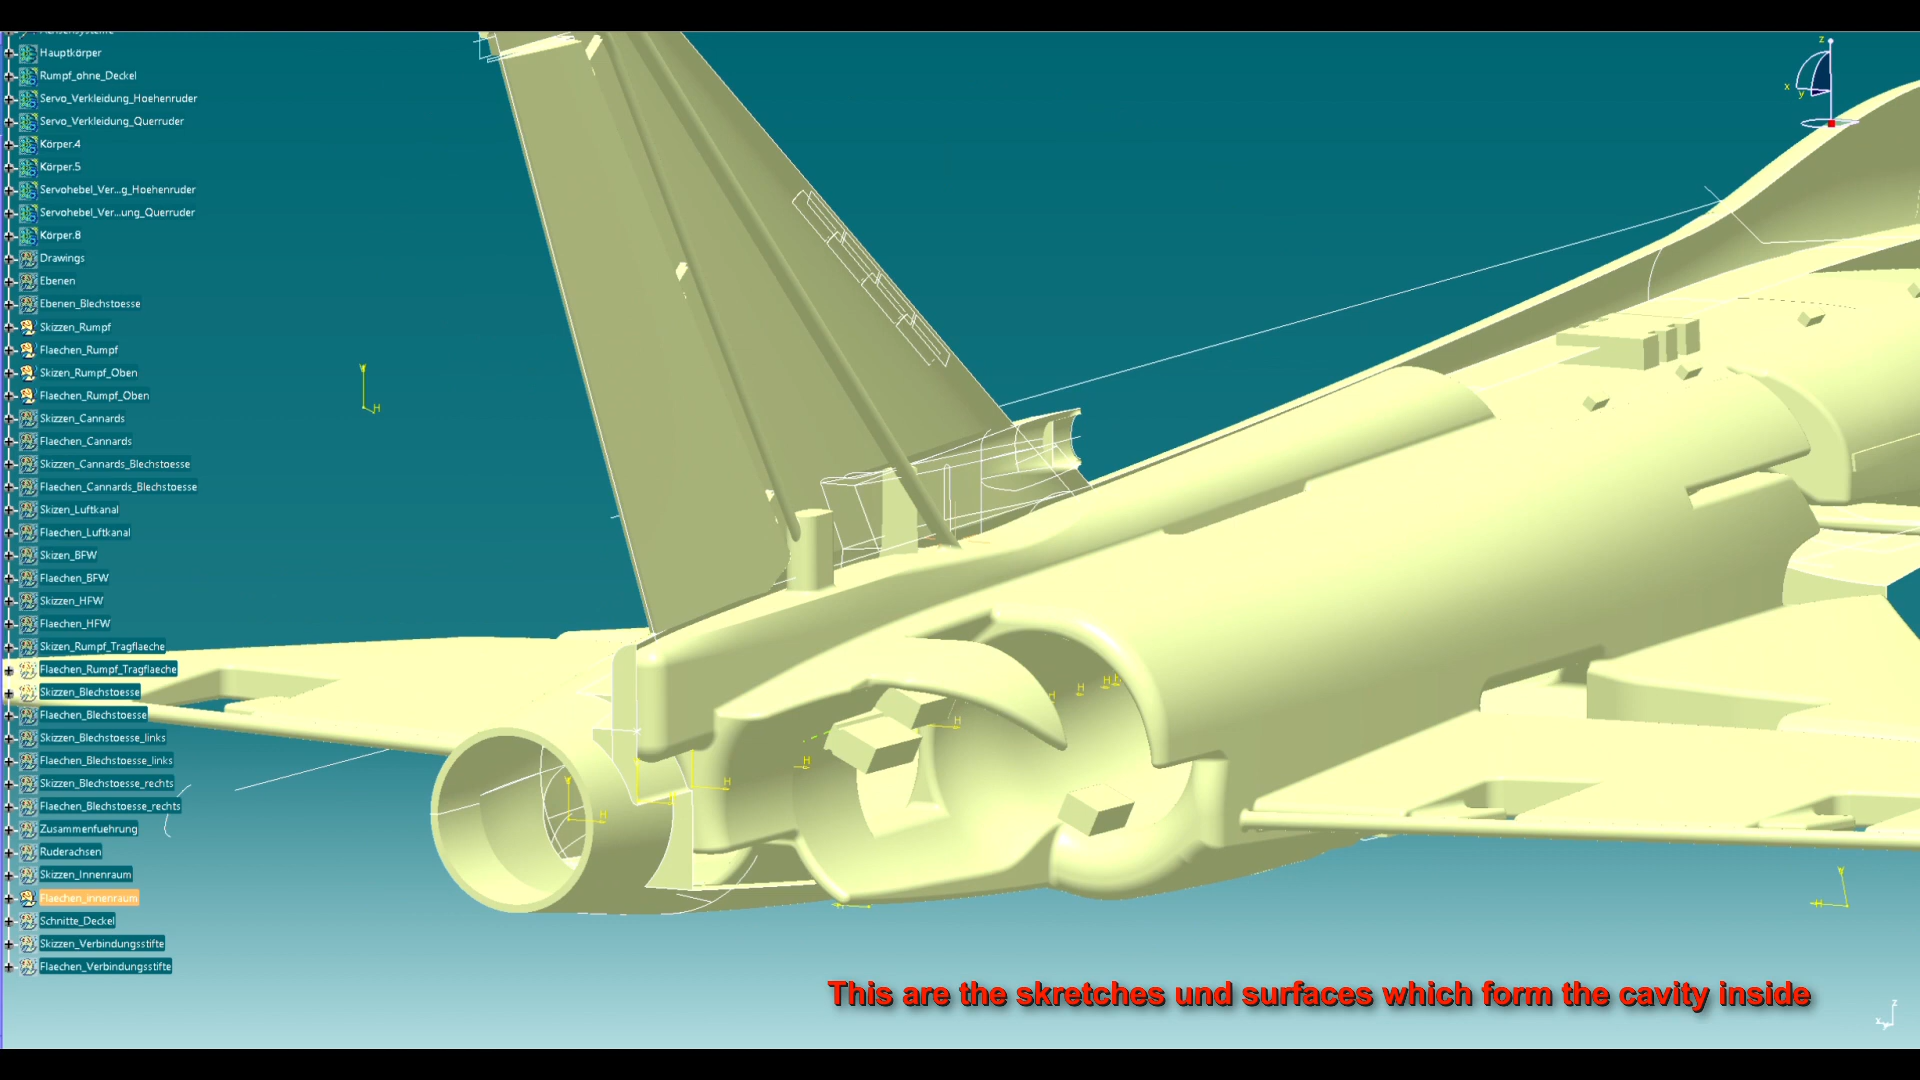 Hauptkörper
Rumpf_ohne_Deckel
Servo_Verkleidung_Hoehenruder
Servo_Verkleidung_Querruder
Körper.4
Körper.5
Servohebel_Ver...g_Hoehenruder
Servohebel_Ver...ung_Querruder
Körper.8
Drawings
Ebenen
Ebenen_Blechstoesse
Skizzen_Rumpf
Flaechen_Rumpf
Skizen_Rumpf_Oben
Flaechen_Rumpf_Oben
Skizzen_Cannards
Flaechen_Cannards
Skizzen_Cannards_Blechstoesse
Flaechen_Cannards_Blechstoesse
Skizen_Luftkanal
Flaechen_Luftkanal
Skizen_BFW
Flaechen_BFW
Skizzen_HFW
Flaechen_HFW
Skizen_Rumpf_Tragflaeche
Flaechen_Rumpf_Tragflaeche
Skizzen_Blechstoesse
Flaechen_Blechstoesse
Skizzen_Blechstoesse_links
Flaechen_Blechstoesse_links
Skizzen_Blechstoesse_rechts
Flaechen_Blechstoesse_rechts
Zusammenfuehrung
Ruderachsen
Skizzen_Innenraum
Flaechen_innenraum
Schnitte_Deckel
Skizzen_Verbindungsstifte
Flaechen_Verbindungsstifte
z
x
y
V
H
H
H
H
H
H
H
H
V
H
V
H
This are the skretches und surfaces which form the cavity inside
z
x
y